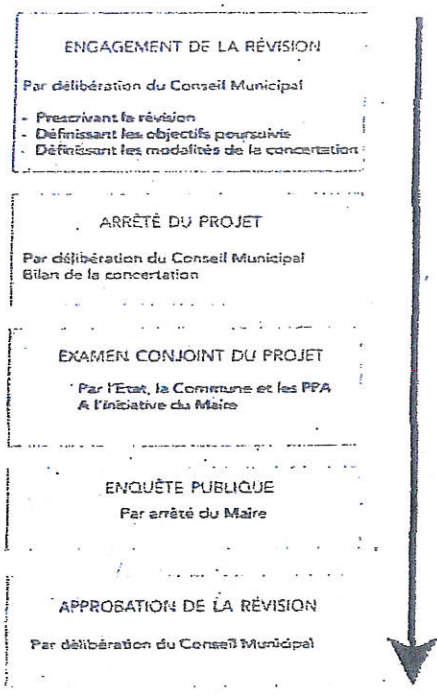 ENGAGEMENT DE LA RÉVISION
Par délibération du Conseil Municipal
- Prescrivant la révision
- Définissant les objectifs poursuivis
- Définissant les modalités de la concertation
ARRÊTÉ DU PROJET
Par délibération du Conseil Municipal
Bilan de la concertation
EXAMEN CONJOINT DU PROJET
Par l'Etat, la Commune et les PPA
A l'initiative du Maire
ENQUÊTE PUBLIQUE
Par arrêté du Maire
APPROBATION DE LA RÉVISION
Par délibération du Conseil Municipal